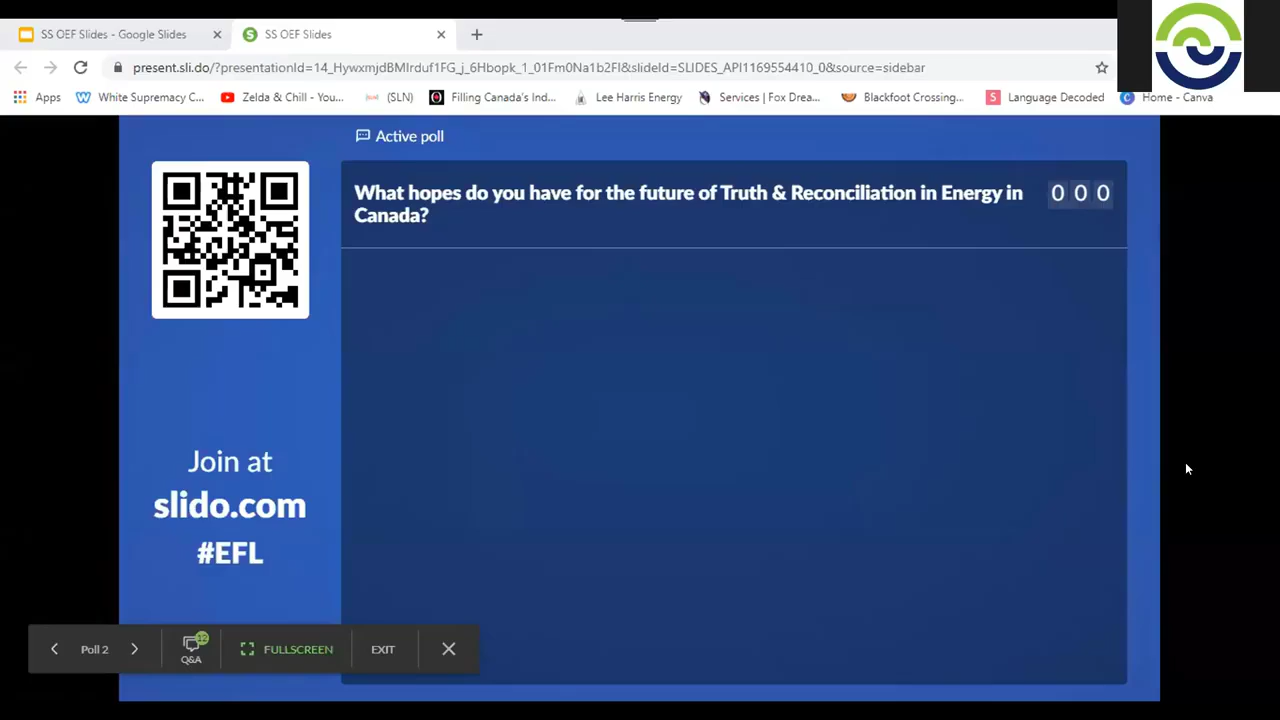 SS OEF Slides - Google Slides
SS OEF Slides
present.sli.do/?presentationId=14_HywxmjdBMIrduf1FG_j_6Hbopk_1_01Fm0Na1b2FI&slideId=SLIDES_API1169554410_0&source=sidebar
Apps White Supremacy C... Zelda & Chill - You... (SLN) Filling Canada's Ind... Lee Harris Energy Services | Fox Drea... Blackfoot Crossing... Language Decoded Home - Canva
Active poll
What hopes do you have for the future of Truth & Reconciliation in Energy in
Canada?
0 0 0
Join at
slido.com
#EFL
Poll 2
12
Q&A
FULLSCREEN
EXIT